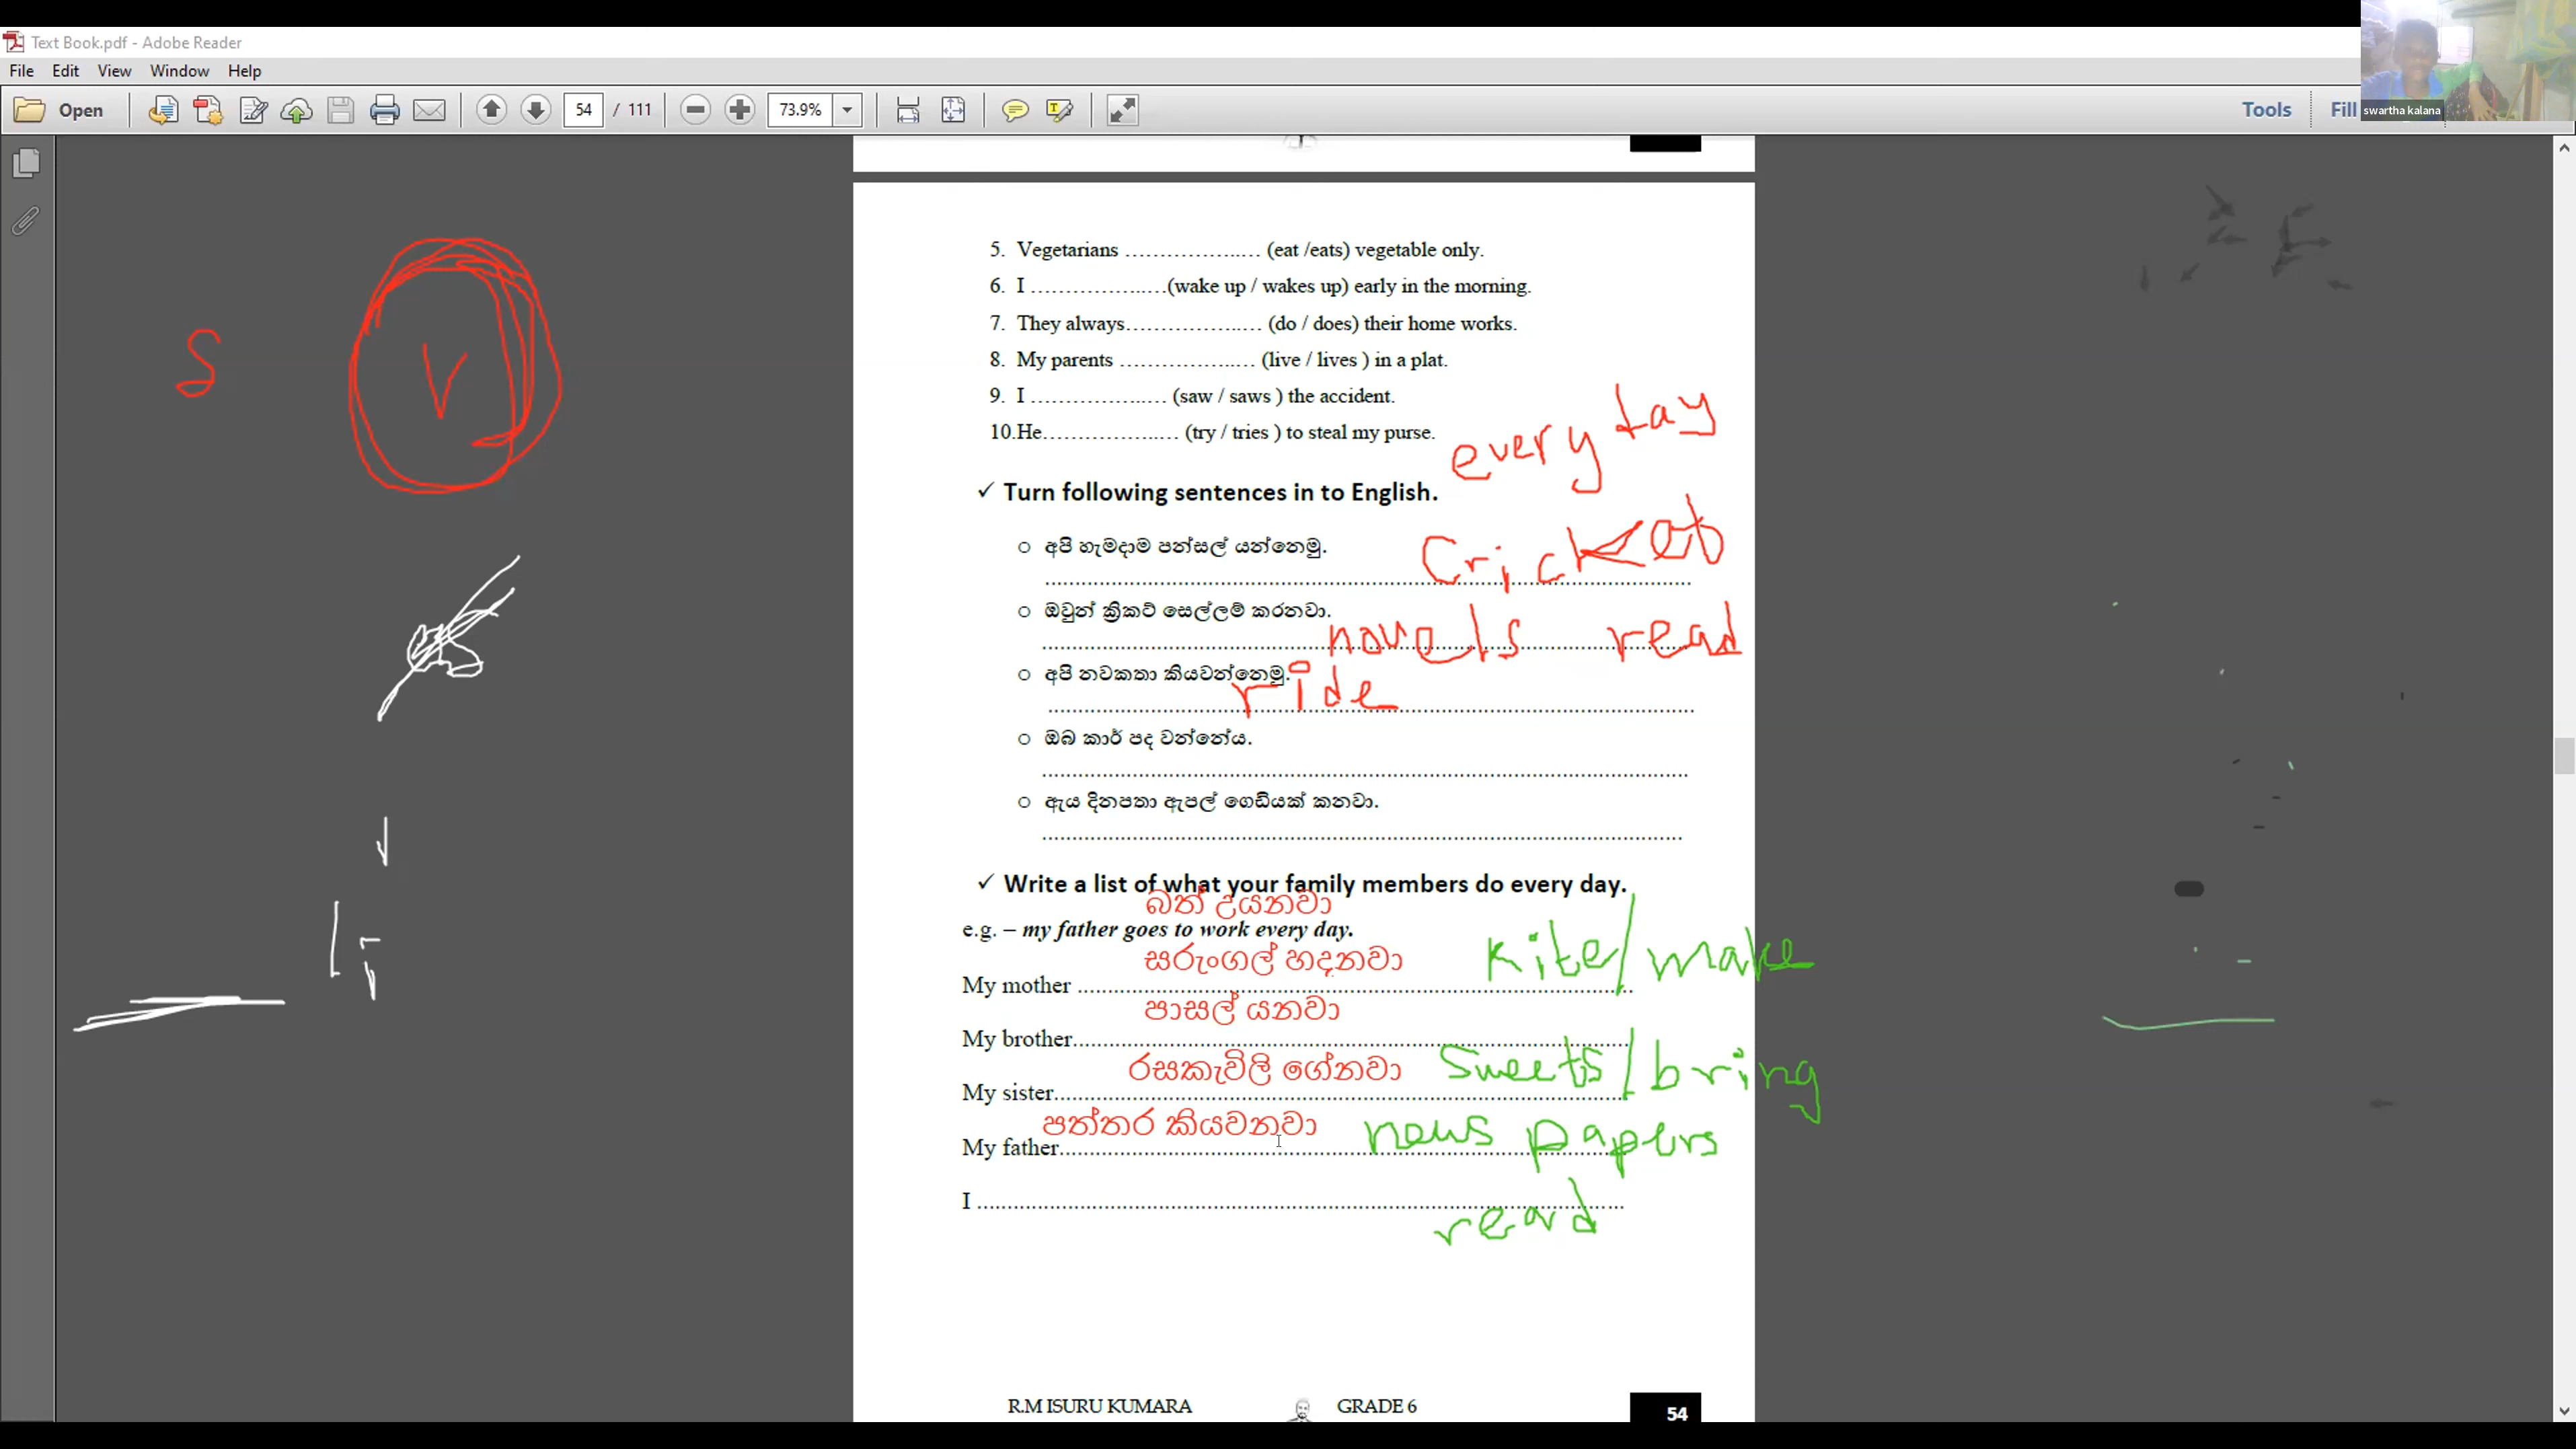 Text Book.pdf - Adobe Reader
File Edit View Window Help
Open 54 / 111 73.9% Tools Fill
swartha kalana
5. Vegetarians ……………..… (eat /eats) vegetable only.
6. I ……………..…(wake up / wakes up) early in the morning.
7. They always……………..… (do / does) their home works.
8. My parents ……………..… (live / lives ) in a plat.
9. I ……………..… (saw / saws ) the accident.
10.He……………..… (try / tries ) to steal my purse.
every day
✓ Turn following sentences in to English.
අපි හැමදාම පන්සල් යන්නෙමු.
Cricket
ඔවුන් ක්‍රිකට් සෙල්ලම් කරනවා.
novels read
අපි නවකතා කියවන්නෙමු.
ride
ඔබ කාර් පද වන්නේය.
ඇය දිනපතා ඇපල් ගෙඩියක් කනවා.
✓ Write a list of what your family members do every day.
බත් උයනවා
e.g. – my father goes to work every day.
සරුංගල් හදනවා kite/make
My mother
පාසල් යනවා
My brother
රසකැවිලි ගේනවා Sweets/bring
My sister
පත්තර කියවනවා news papers
My father
I
read
S V
R.M ISURU KUMARA GRADE 6 54